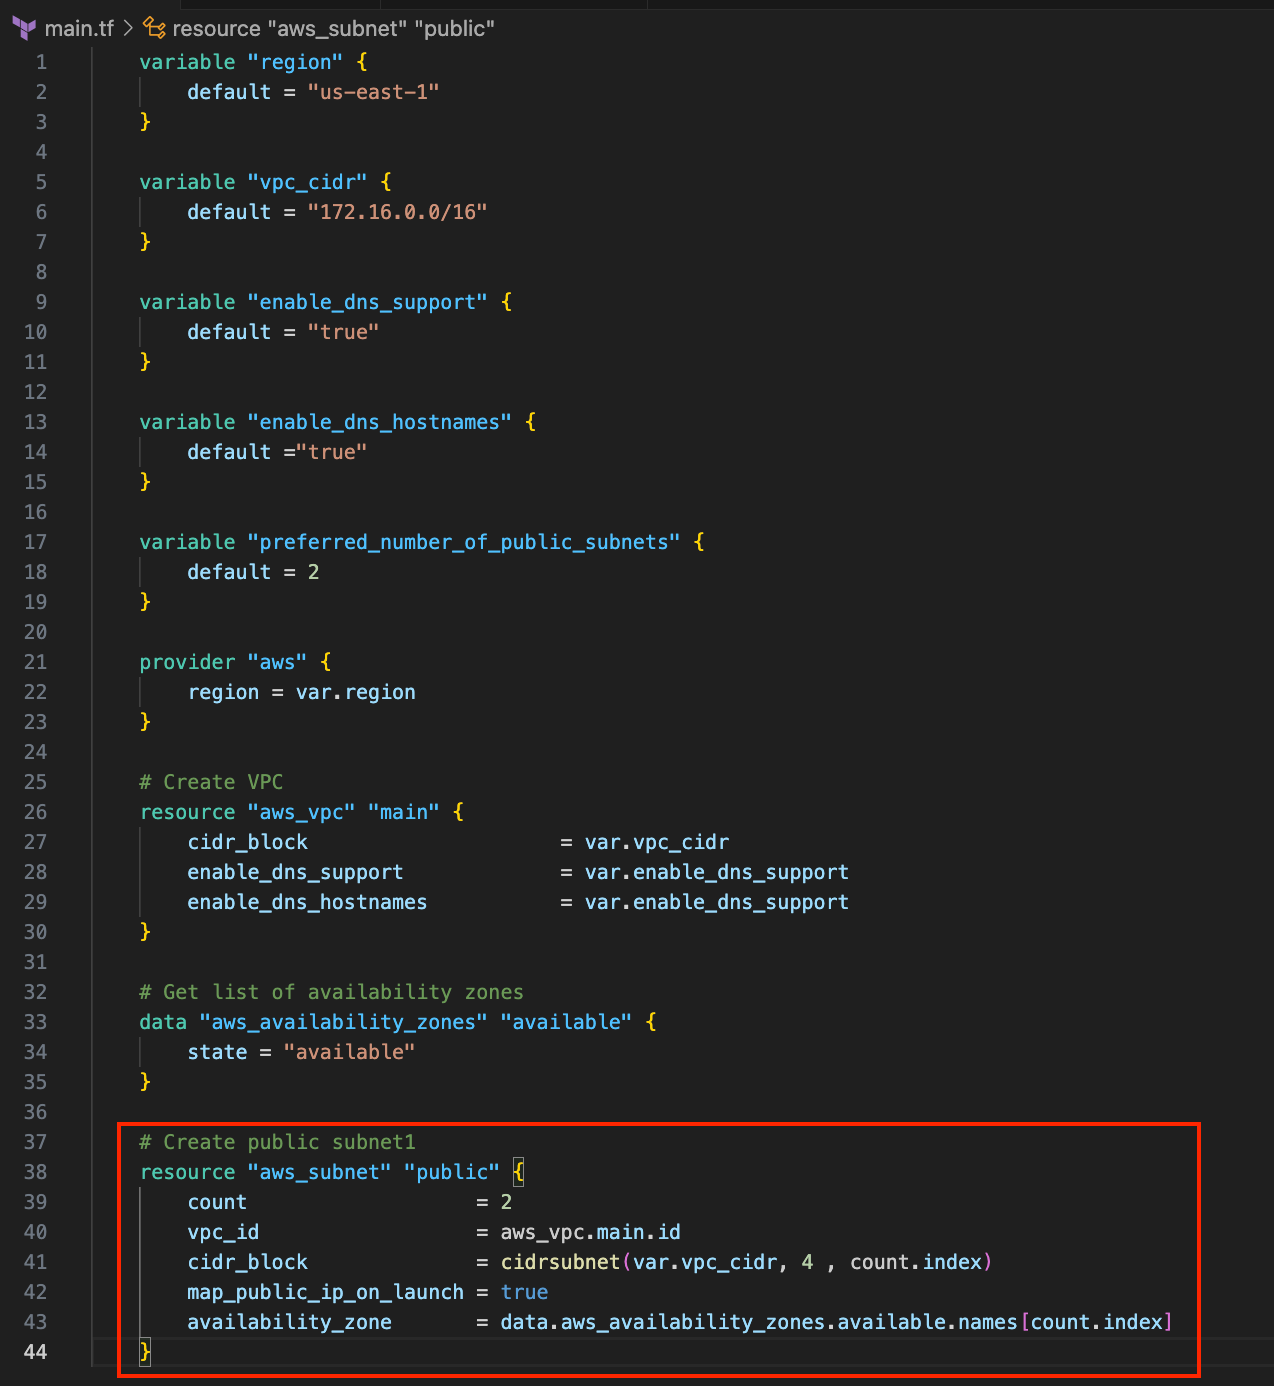 main.tf > resource "aws_subnet" "public"
1 variable "region" {
2 default = "us-east-1"
3 }
4
5 variable "vpc_cidr" {
6 default = "172.16.0.0/16"
7 }
8
9 variable "enable_dns_support" {
10 default = "true"
11 }
12
13 variable "enable_dns_hostnames" {
14 default ="true"
15 }
16
17 variable "preferred_number_of_public_subnets" {
18 default = 2
19 }
20
21 provider "aws" {
22 region = var.region
23 }
24
25 # Create VPC
26 resource "aws_vpc" "main" {
27 cidr_block = var.vpc_cidr
28 enable_dns_support = var.enable_dns_support
29 enable_dns_hostnames = var.enable_dns_support
30 }
31
32 # Get list of availability zones
33 data "aws_availability_zones" "available" {
34 state = "available"
35 }
36
37 # Create public subnet1
38 resource "aws_subnet" "public" {
39 count = 2
40 vpc_id = aws_vpc.main.id
41 cidr_block = cidrsubnet(var.vpc_cidr, 4 , count.index)
42 map_public_ip_on_launch = true
43 availability_zone = data.aws_availability_zones.available.names[count.index]
44 }